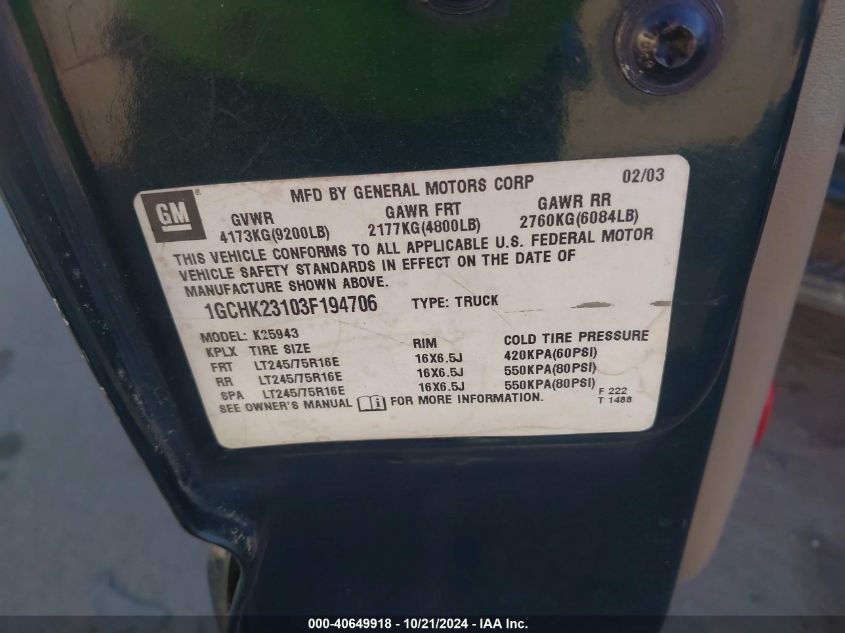 GM
MFD BY GENERAL MOTORS CORP 02/03
GVWR GAWR FRT GAWR RR
4173KG(9200LB) 2177KG(4800LB) 2760KG(6084LB)
THIS VEHICLE CONFORMS TO ALL APPLICABLE U.S. FEDERAL MOTOR
VEHICLE SAFETY STANDARDS IN EFFECT ON THE DATE OF
MANUFACTURE SHOWN ABOVE.
1GCHK23103F194706 TYPE: TRUCK
MODEL: K25943
KPLX TIRE SIZE RIM COLD TIRE PRESSURE
FRT LT245/75R16E 16X6.5J 420KPA(60PSI)
RR LT245/75R16E 16X6.5J 550KPA(80PSI)
SPA LT245/75R16E 16X6.5J 550KPA(80PSI)
SEE OWNER'S MANUAL FOR MORE INFORMATION.
F 222
T 1488
000-40649918 - 10/21/2024 - IAA Inc.